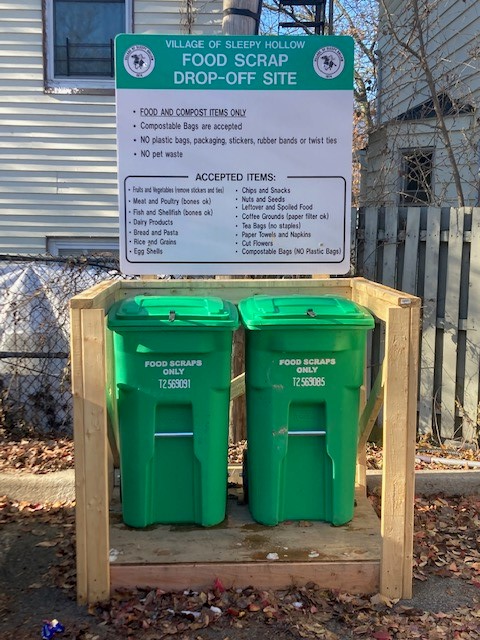 VILLAGE OF SLEEPY HOLLOW
FOOD SCRAP
DROP-OFF SITE
• FOOD AND COMPOST ITEMS ONLY
• Compostable Bags are accepted
• NO plastic bags, packaging, stickers, rubber bands or twist ties
• NO pet waste
ACCEPTED ITEMS:
• Fruits and Vegetables (remove stickers and ties)
• Meat and Poultry (bones ok)
• Fish and Shellfish (bones ok)
• Dairy Products
• Bread and Pasta
• Rice and Grains
• Egg Shells
• Chips and Snacks
• Nuts and Seeds
• Leftover and Spoiled Food
• Coffee Grounds (paper filter ok)
• Tea Bags (no staples)
• Paper Towels and Napkins
• Cut Flowers
• Compostable Bags (NO Plastic Bags)
FOOD SCRAPS
ONLY
T2 569091
FOOD SCRAPS
ONLY
T2 569085